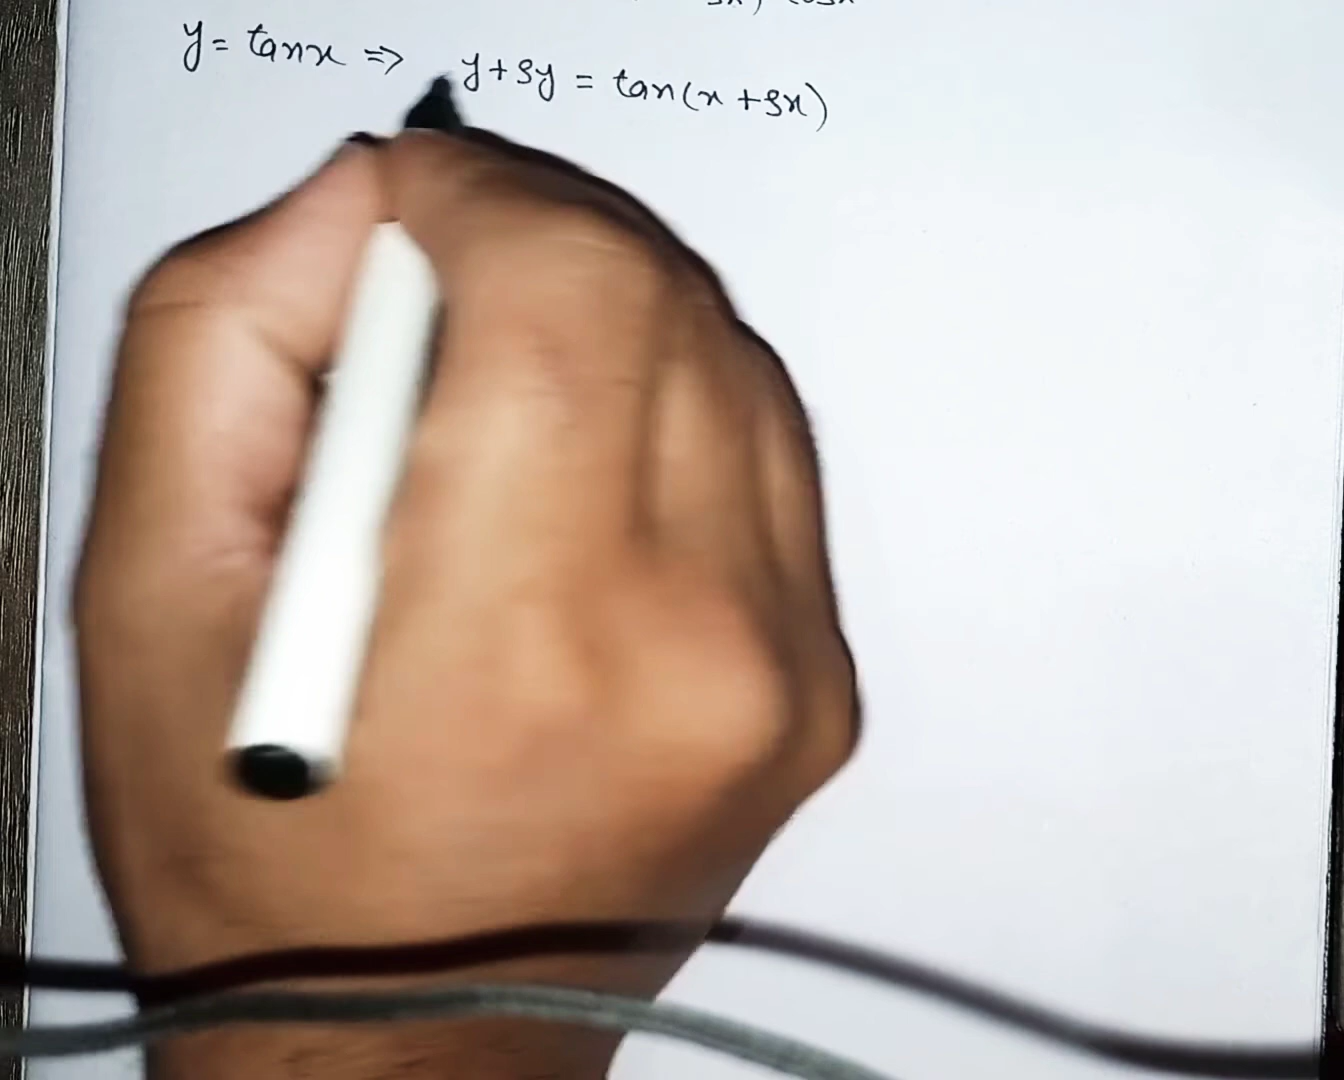 y = tanx ⇒ y+δy = tan(x+δx)